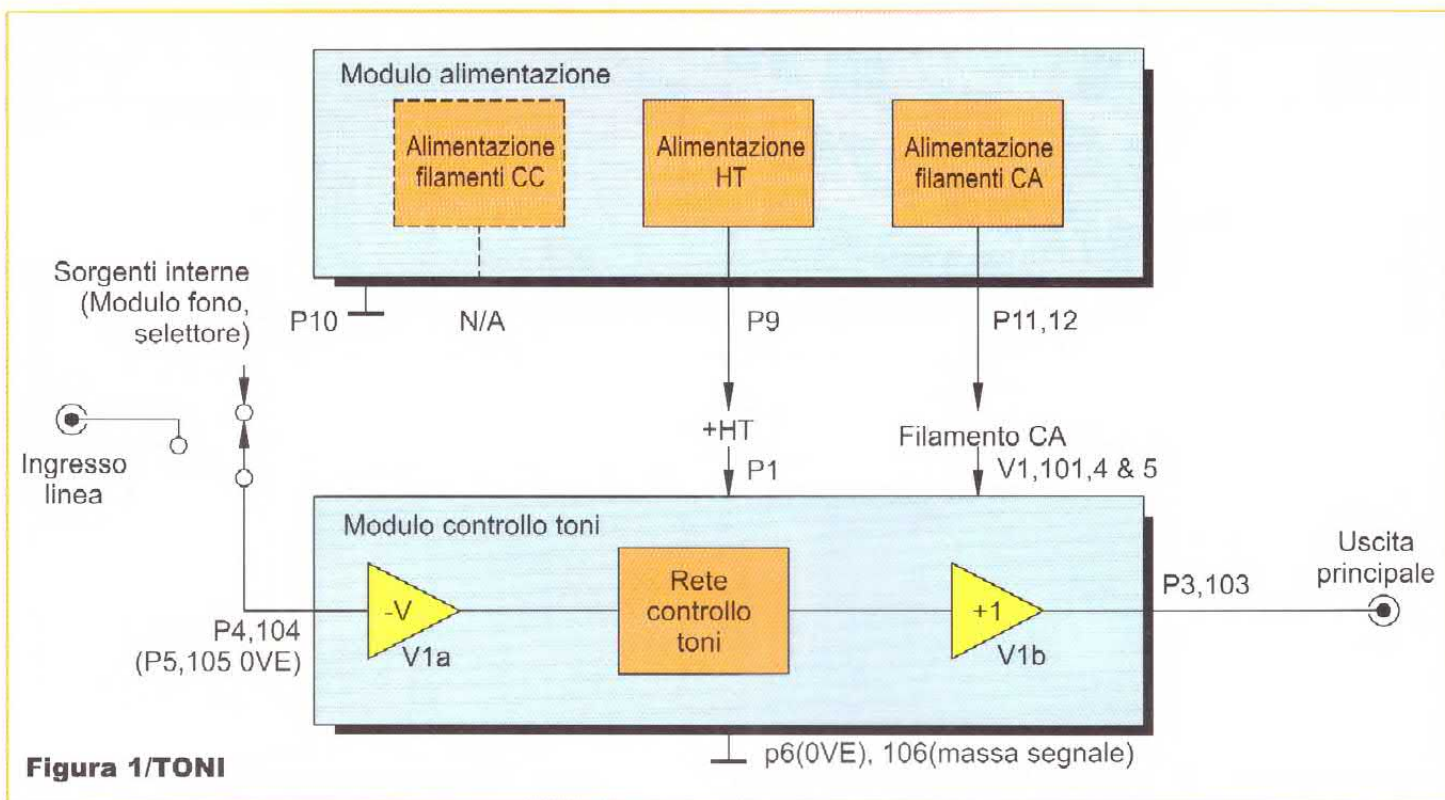 Modulo alimentazione
Alimentazione
filamenti CC
Alimentazione
HT
Alimentazione
filamenti CA
Sorgenti interne
(Modulo fono,
selettore)
P10
N/A
P9
P11,12
Ingresso
linea
+HT
P1
Filamento CA
V1,101,4 & 5
Modulo controllo toni
-V
V1a
Rete
controllo
toni
+1
V1b
P3,103
Uscita
principale
P4,104
(P5,105 0VE)
p6(0VE), 106(massa segnale)
Figura 1/TONI